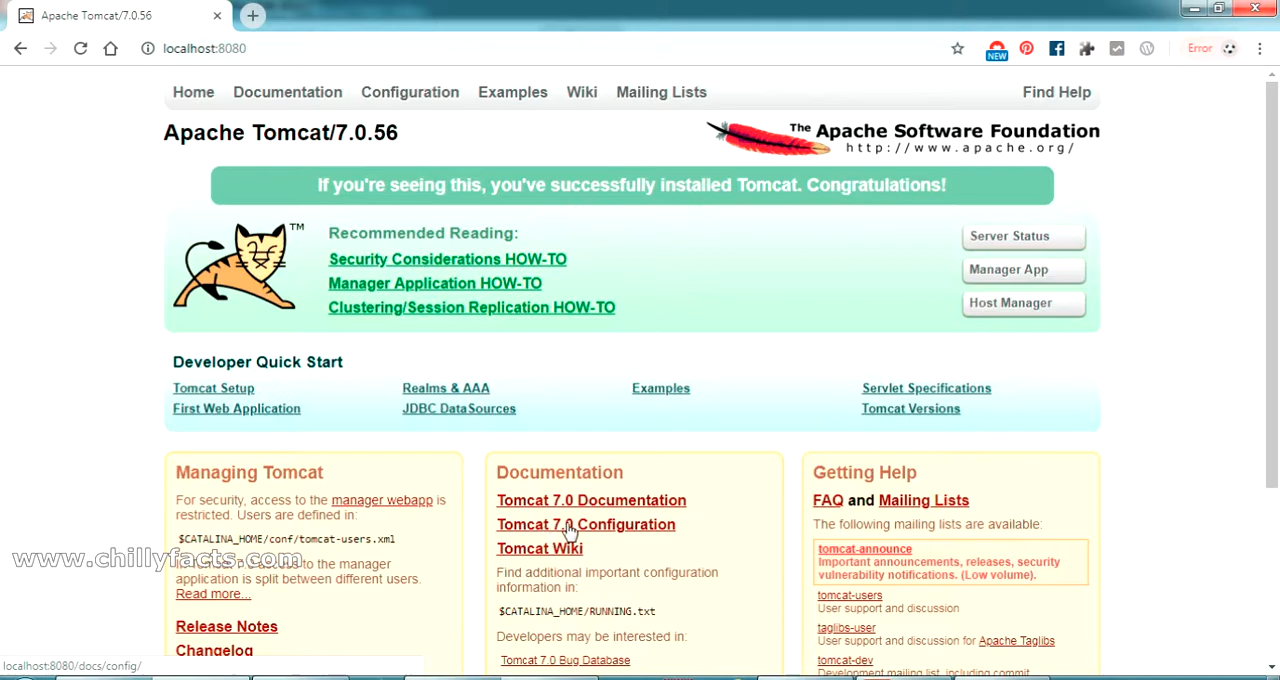 Apache Tomcat/7.0.56
localhost:8080
NEW
Error
Home Documentation Configuration Examples Wiki Mailing Lists Find Help
Apache Tomcat/7.0.56
The Apache Software Foundation
http://www.apache.org/
If you're seeing this, you've successfully installed Tomcat. Congratulations!
TM
Recommended Reading:
Security Considerations HOW-TO
Manager Application HOW-TO
Clustering/Session Replication HOW-TO
Server Status
Manager App
Host Manager
Developer Quick Start
Tomcat Setup
First Web Application
Realms & AAA
JDBC DataSources
Examples
Servlet Specifications
Tomcat Versions
Managing Tomcat
For security, access to the manager webapp is
restricted. Users are defined in:
$CATALINA_HOME/conf/tomcat-users.xml
www.chillyfacts.com
to the manager
application is split between different users.
Read more...
Release Notes
Changelog
Documentation
Tomcat 7.0 Documentation
Tomcat 7.0 Configuration
Tomcat Wiki
Find additional important configuration
information in:
$CATALINA_HOME/RUNNING.txt
Developers may be interested in:
Tomcat 7.0 Bug Database
Getting Help
FAQ and Mailing Lists
The following mailing lists are available:
tomcat-announce
Important announcements, releases, security
vulnerability notifications. (Low volume).
tomcat-users
User support and discussion
taglibs-user
User support and discussion for Apache Taglibs
tomcat-dev
Development mailing list, including commit
localhost:8080/docs/config/